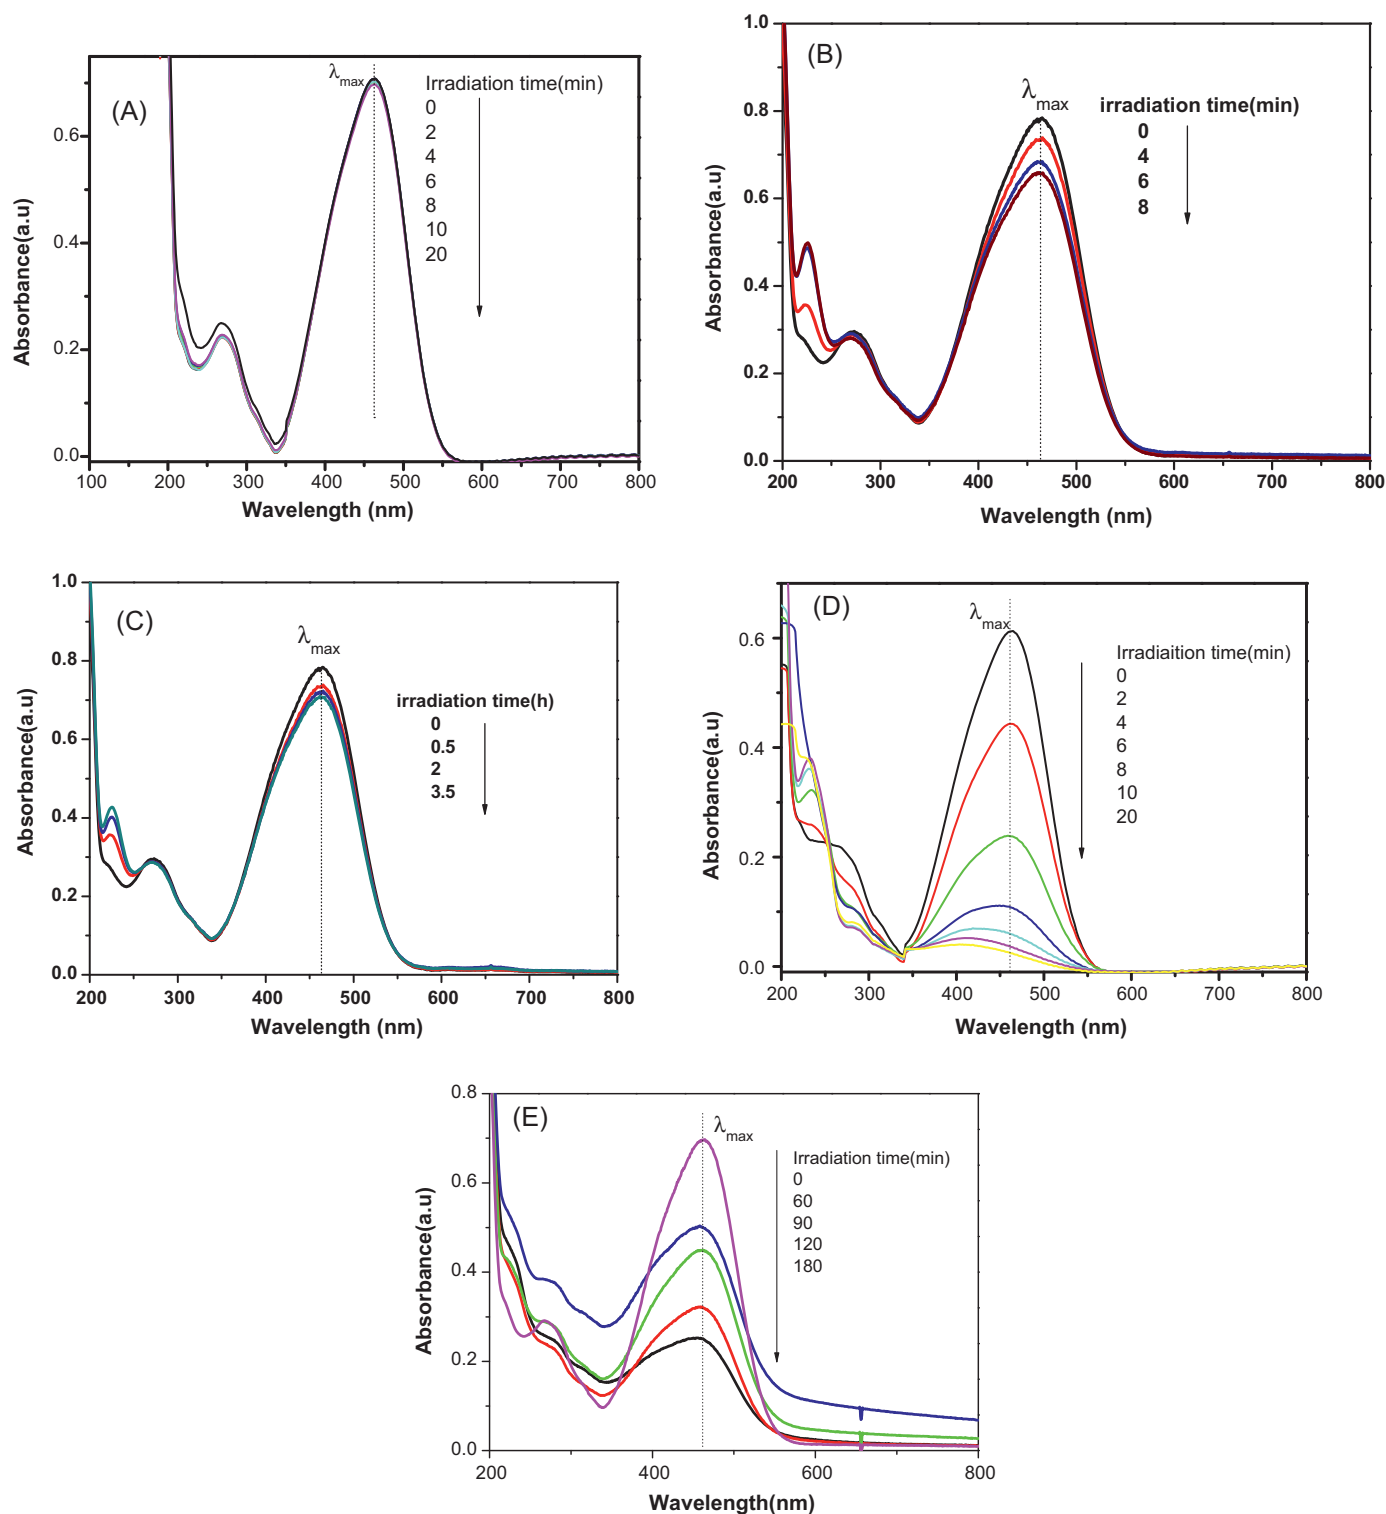 (A)
λmax
Irradiation time(min)
0
2
4
6
8
10
20
0.6
0.4
0.2
0.0
100 200 300 400 500 600 700 800
Absorbance(a.u)
Wavelength (nm)
(B)
λmax
irradiation time(min)
0
4
6
8
1.0
0.8
0.6
0.4
0.2
0.0
200 300 400 500 600 700 800
Absorbance(a.u)
Wavelength (nm)
(C)
λmax
irradiation time(h)
0
0.5
2
3.5
1.0
0.8
0.6
0.4
0.2
0.0
200 300 400 500 600 700 800
Absorbance(a.u)
Wavelength (nm)
(D)
λmax
Irradiaition time(min)
0
2
4
6
8
10
20
0.6
0.4
0.2
0.0
200 300 400 500 600 700 800
Absorbance(a.u)
Wavelength (nm)
(E)
λmax
Irradiation time(min)
0
60
90
120
180
0.8
0.6
0.4
0.2
0.0
200 400 600 800
Absorbance(a.u)
Wavelength(nm)